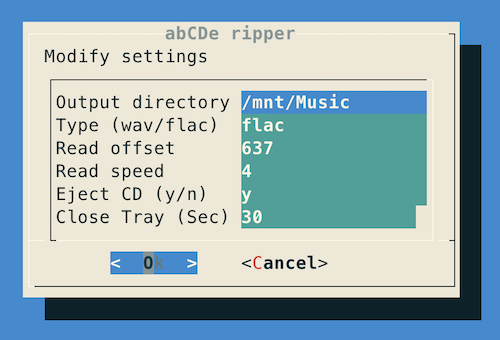 abCDe ripper
Modify settings
Output directory /mnt/Music
Type (wav/flac) flac
Read offset 637
Read speed 4
Eject CD (y/n) y
Close Tray (Sec) 30
< Ok > <Cancel>